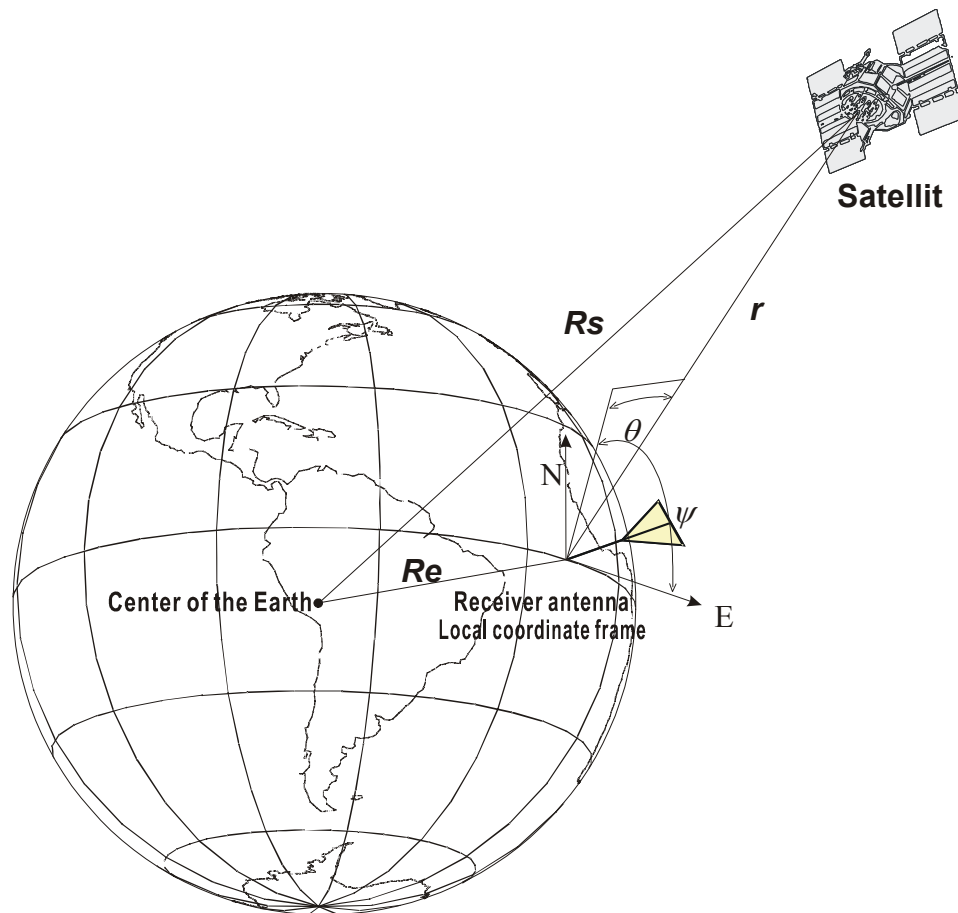 Satellit
Rs
r
θ
N
ψ
Re
Center of the Earth
Receiver antenna
Local coordinate frame
E